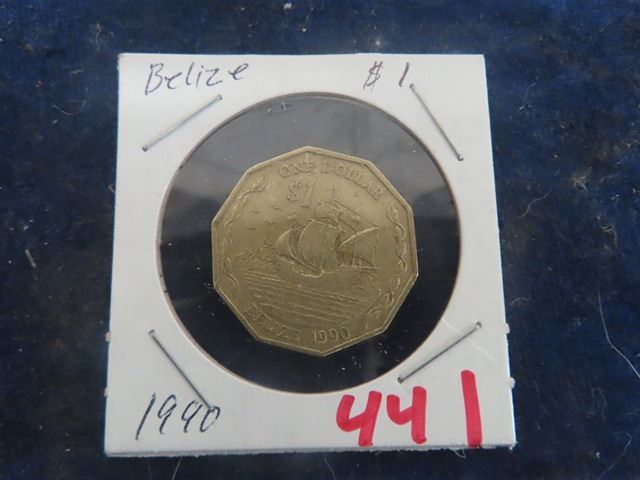 Belize $1.
ONE DOLLAR
$1
BELIZE 1990
1990
441